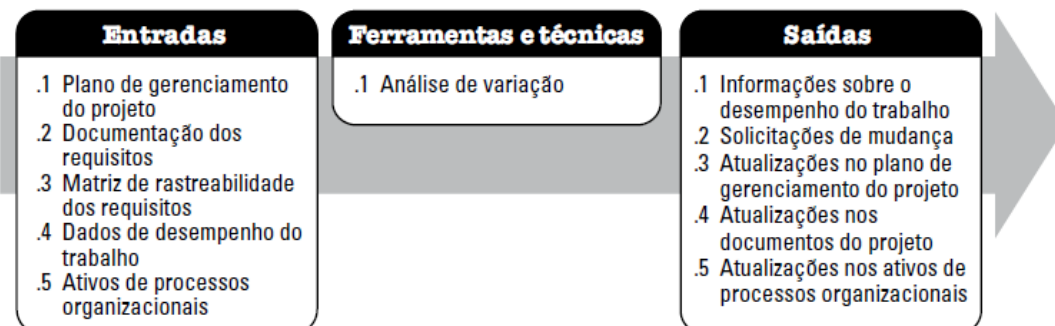 Entradas
.1 Plano de gerenciamento
do projeto
.2 Documentação dos
requisitos
.3 Matriz de rastreabilidade
dos requisitos
.4 Dados de desempenho do
trabalho
.5 Ativos de processos
organizacionais
Ferramentas e técnicas
.1 Análise de variação
Saídas
.1 Informações sobre o
desempenho do trabalho
.2 Solicitações de mudança
.3 Atualizações no plano de
gerenciamento do projeto
.4 Atualizações nos
documentos do projeto
.5 Atualizações nos ativos de
processos organizacionais